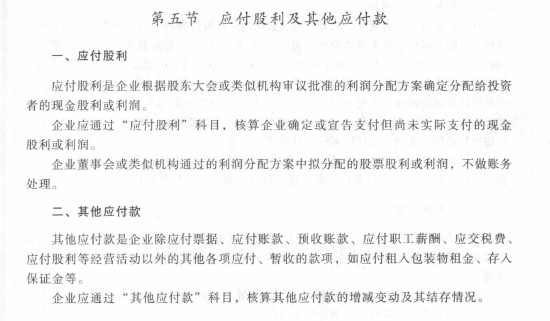 第五节 应付股利及其他应付款
一、应付股利
应付股利是企业根据股东大会或类似机构审议批准的利润分配方案确定分配给投资
者的现金股利或利润。
企业应通过“应付股利”科目，核算企业确定或宣告支付但尚未实际支付的现金
股利或利润。
企业董事会或类似机构通过的利润分配方案中拟分配的股票股利或利润，不做账务
处理。
二、其他应付款
其他应付款是企业除应付票据、应付账款、预收账款、应付职工薪酬、应交税费、
应付股利等经营活动以外的其他各项应付、暂收的款项，如应付租入包装物租金、存入
保证金等。
企业应通过“其他应付款”科目，核算其他应付款的增减变动及其结存情况。